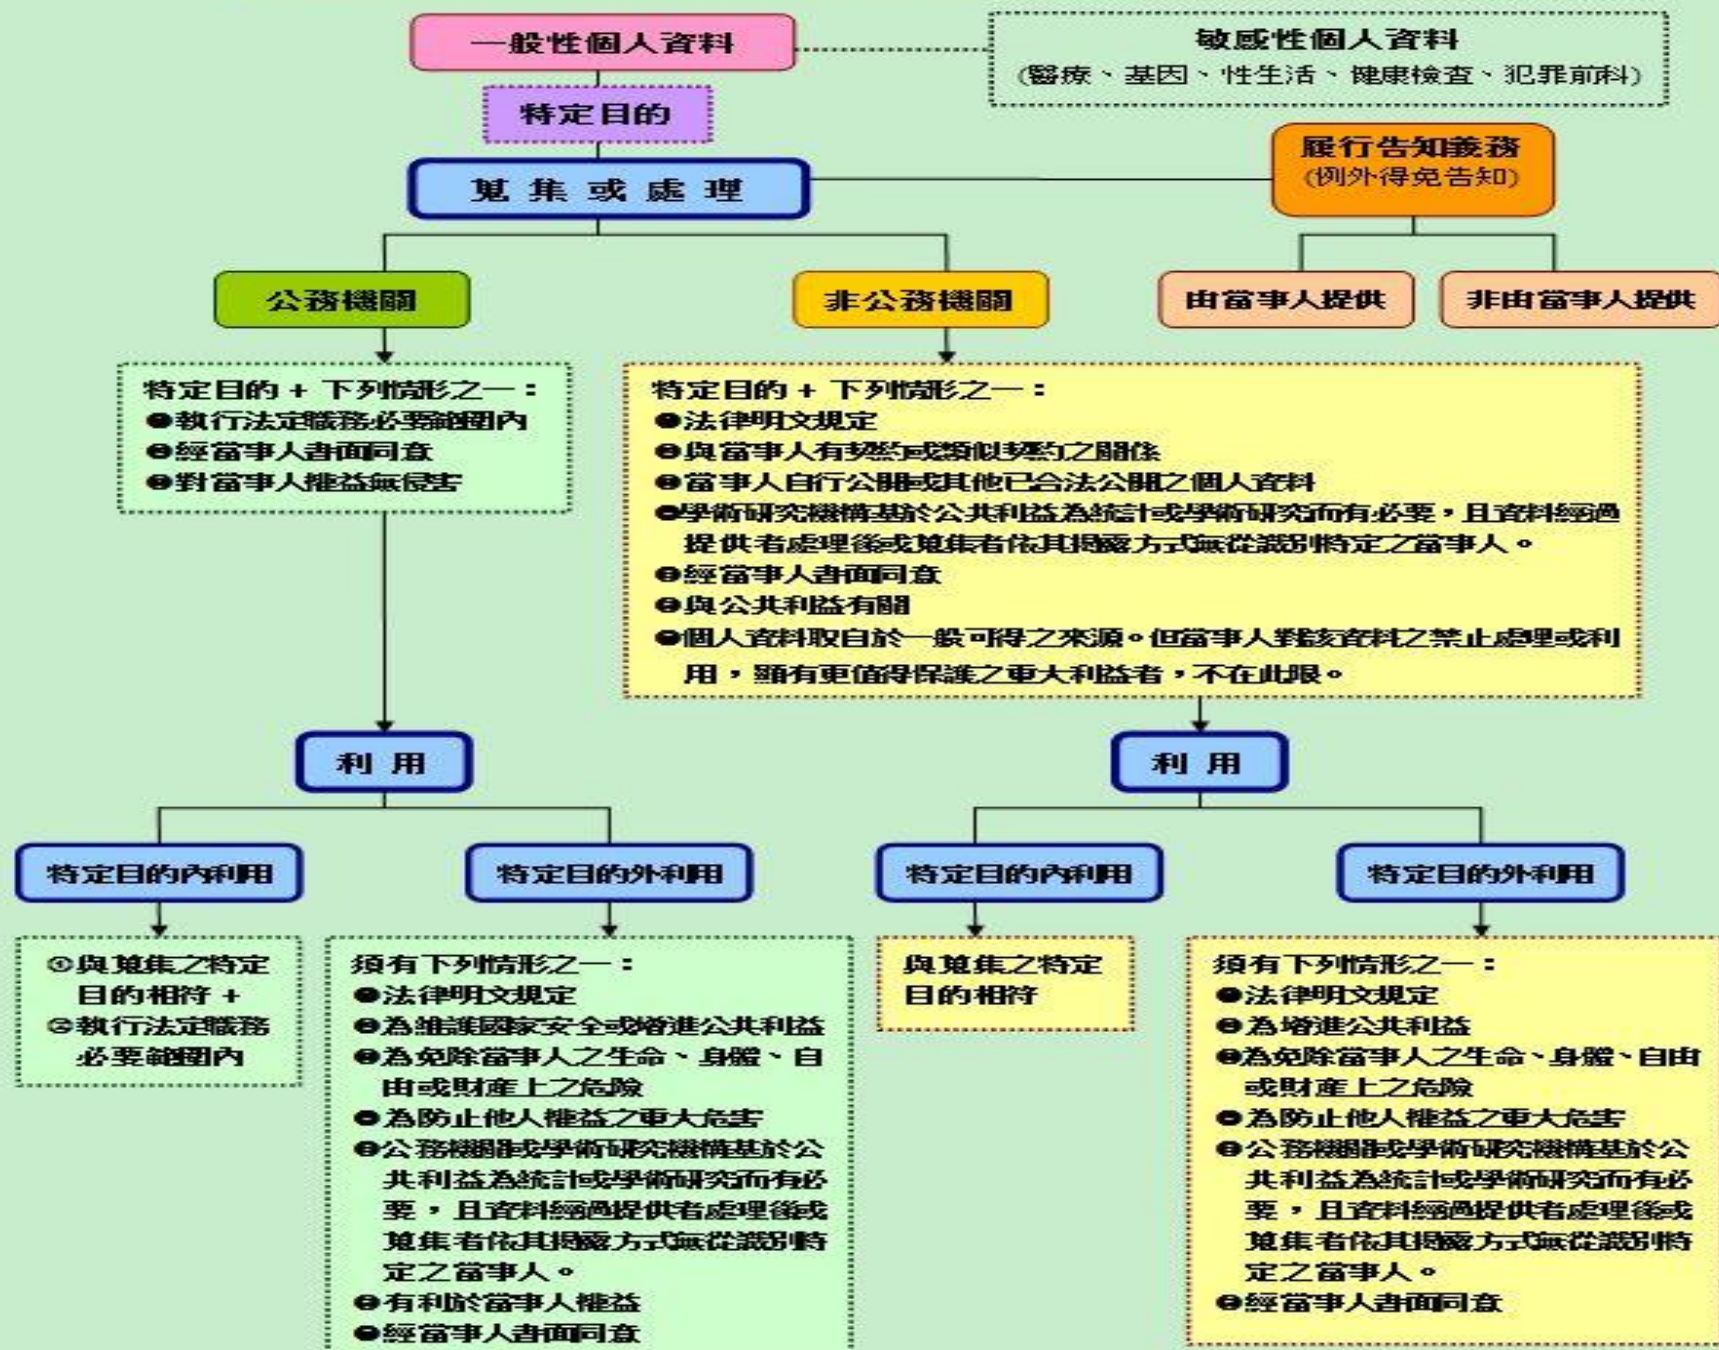 一般性個人資料
敏感性個人資料
(醫療、基因、性生活、健康檢查、犯罪前科)
特定目的
履行告知義務
(例外得免告知)
蒐集或處理
公務機關
非公務機關
由當事人提供
非由當事人提供
特定目的 + 下列情形之一：
❶執行法定職務必要範圍內
❷經當事人書面同意
❸對當事人權益無侵害
特定目的 + 下列情形之一：
❶法律明文規定
❷與當事人有契約或類似契約之關係
❸當事人自行公開或其他已合法公開之個人資料
❹學術研究機構基於公共利益為統計或學術研究而有必要，且資料經過
提供者處理後或蒐集者依其揭露方式無從識別特定之當事人。
❺經當事人書面同意
❻與公共利益有關
❼個人資料取自於一般可得之來源。但當事人對該資料之禁止處理或利
用，顯有更值得保護之重大利益者，不在此限。
利用
利用
特定目的內利用
特定目的外利用
特定目的內利用
特定目的外利用
①與蒐集之特定
目的相符 +
②執行法定職務
必要範圍內
須有下列情形之一：
❶法律明文規定
❷為維護國家安全或增進公共利益
❸為免除當事人之生命、身體、自
由或財產上之危險
❹為防止他人權益之重大危害
❺公務機關或學術研究機構基於公
共利益為統計或學術研究而有必
要，且資料經過提供者處理後或
蒐集者依其揭露方式無從識別特
定之當事人。
❻有利於當事人權益
❼經當事人書面同意
與蒐集之特定
目的相符
須有下列情形之一：
❶法律明文規定
❷為增進公共利益
❸為免除當事人之生命、身體、自由
或財產上之危險
❹為防止他人權益之重大危害
❺公務機關或學術研究機構基於公
共利益為統計或學術研究而有必
要，且資料經過提供者處理後或
蒐集者依其揭露方式無從識別特
定之當事人。
❻經當事人書面同意